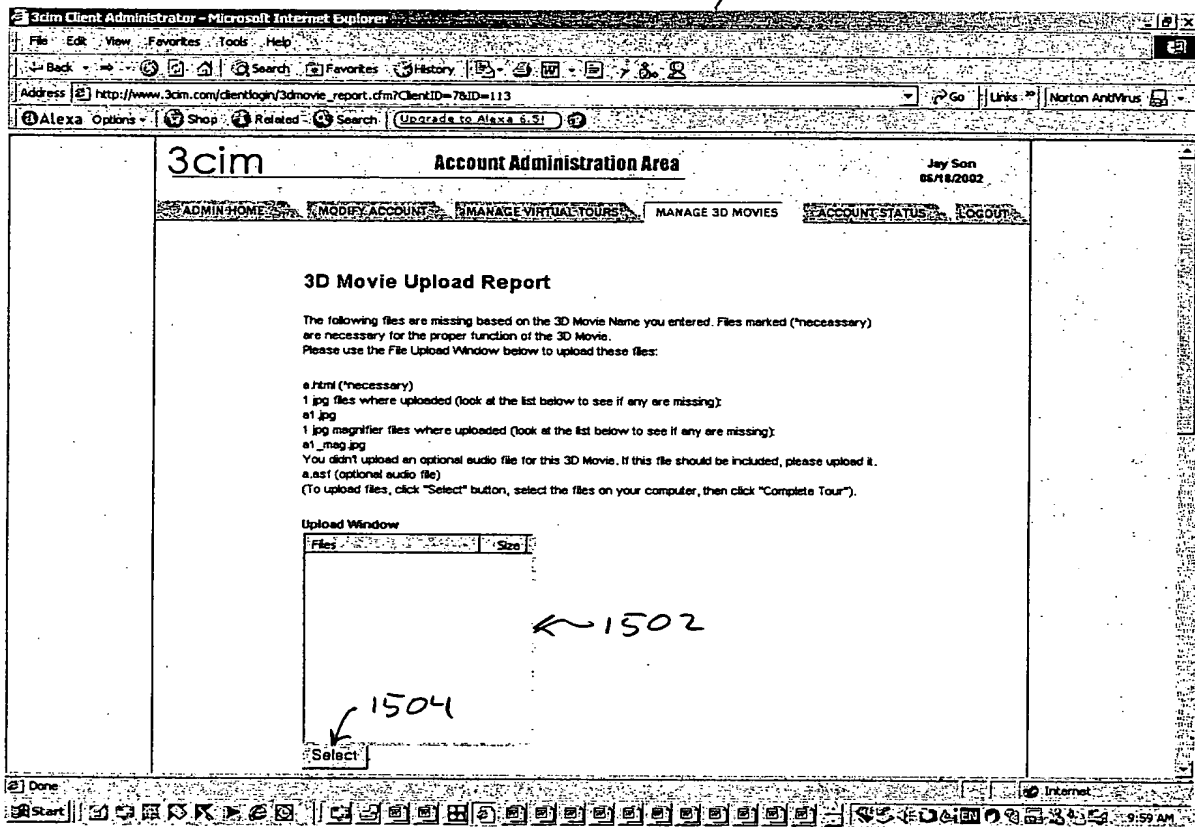 3cim Client Administrator - Microsoft Internet Explorer
File Edit View Favorites Tools Help
Back Search Favorites History
Address http://www.3cim.com/clientlogin/3dmovie_report.cfm?ClientID=7&ID=113 Go Links » Norton AntiVirus
Alexa Options Shop Related Search Upgrade to Alexa 6.5!
3cim Account Administration Area Jay Son
06/18/2002
ADMIN HOME MODIFY ACCOUNT MANAGE VIRTUAL TOURS MANAGE 3D MOVIES ACCOUNT STATUS LOGOUT
3D Movie Upload Report
The following files are missing based on the 3D Movie Name you entered. Files marked (*neceassary)
are necessary for the proper function of the 3D Movie.
Please use the File Upload Window below to upload these files:
a.html (*necessary)
1 jpg files where uploaded (look at the list below to see if any are missing):
a1.jpg
1 jpg magnifier files where uploaded (look at the list below to see if any are missing):
a1_mag.jpg
You didn't upload an optional audio file for this 3D Movie. If this file should be included, please upload it.
a.asf (optional audio file)
(To upload files, click "Select" button, select the files on your computer, then click "Complete Tour").
Upload Window
Files Size
1502
1504
Select
Done Internet
Start EN 9:59 AM